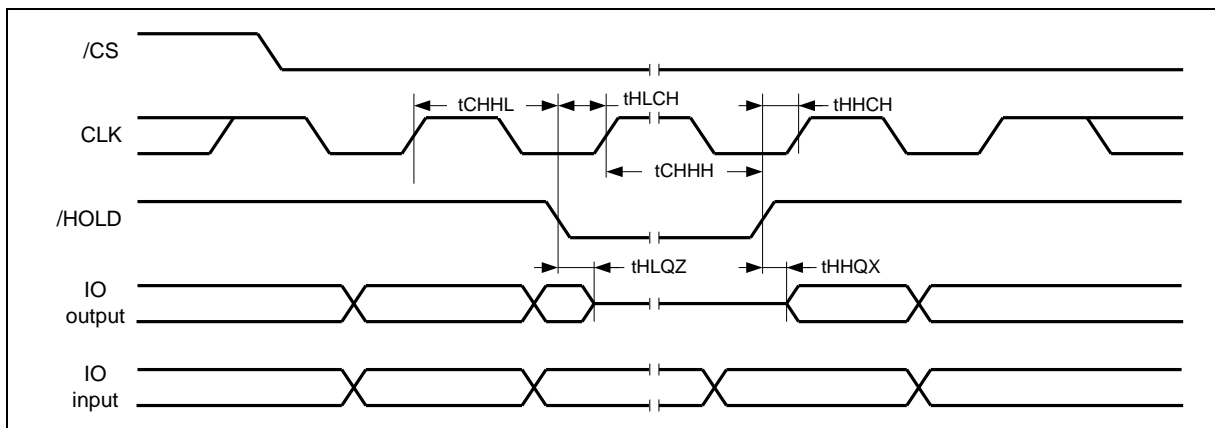 /CS
tCHHL
tHLCH
tHHCH
CLK
tCHHH
/HOLD
tHLQZ
tHHQX
IO
output
IO
input